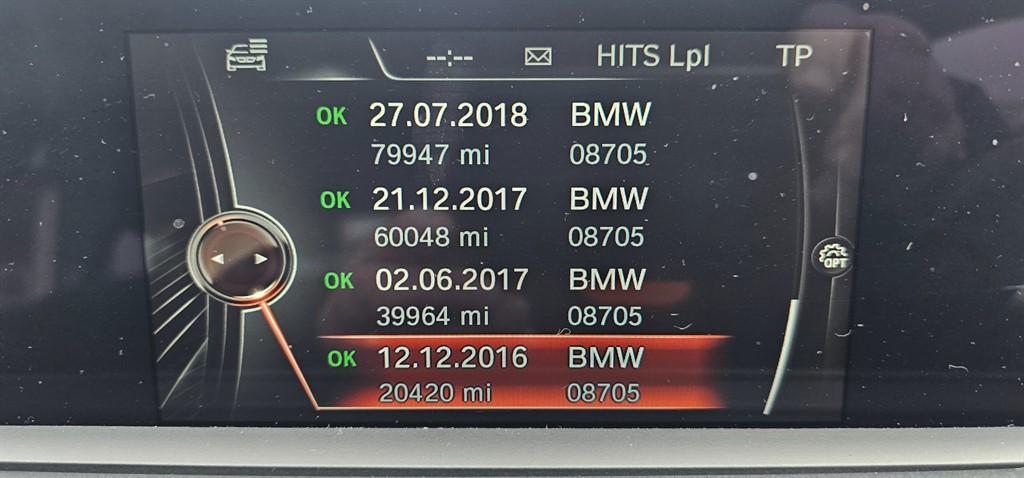 --:-- HITS Lpl TP
OK 27.07.2018 BMW
79947 mi 08705
OK 21.12.2017 BMW
60048 mi 08705
OPT
OK 02.06.2017 BMW
39964 mi 08705
OK 12.12.2016 BMW
20420 mi 08705